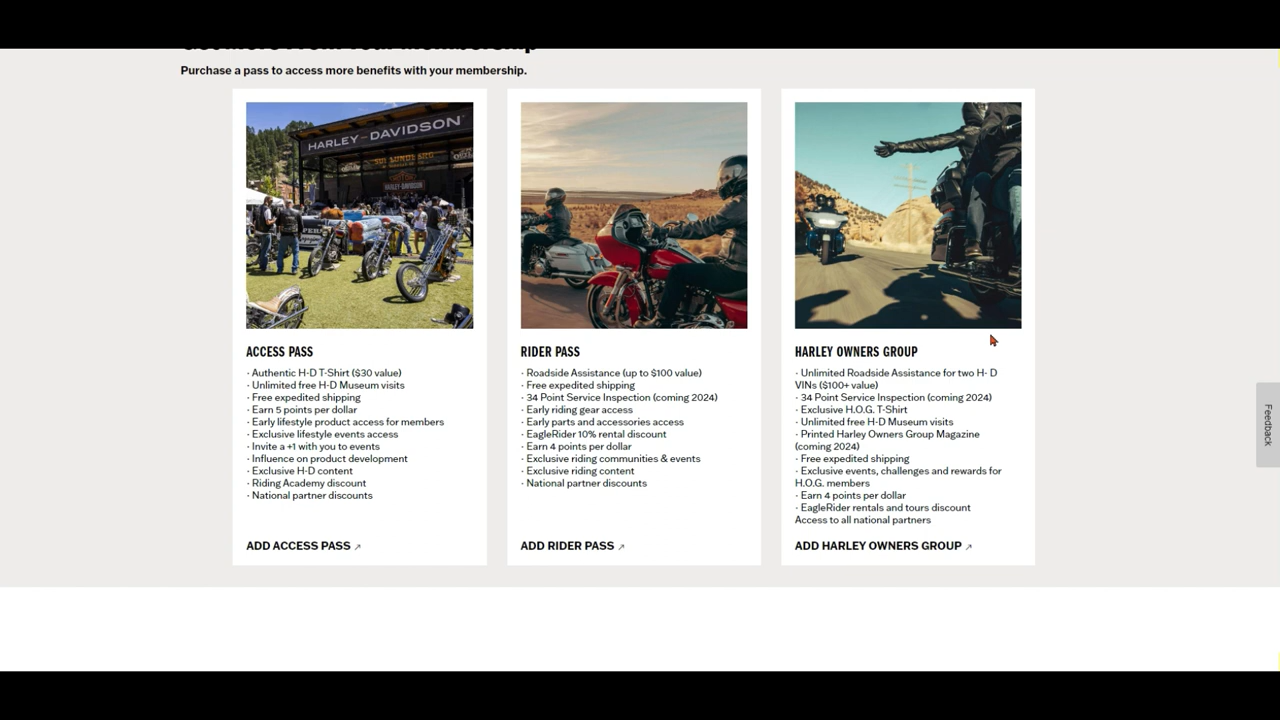 Get More From Your Membership
Purchase a pass to access more benefits with your membership.
HARLEY-DAVIDSON
HARLEY-DAVIDSON
ACCESS PASS
· Authentic H-D T-Shirt ($30 value)
· Unlimited free H-D Museum visits
· Free expedited shipping
· Earn 5 points per dollar
· Early lifestyle product access for members
· Exclusive lifestyle events access
· Invite a +1 with you to events
· Influence on product development
· Exclusive H-D content
· Riding Academy discount
· National partner discounts
ADD ACCESS PASS ↗
RIDER PASS
· Roadside Assistance (up to $100 value)
· Free expedited shipping
· 34 Point Service Inspection (coming 2024)
· Early riding gear access
· Early parts and accessories access
· EagleRider 10% rental discount
· Earn 4 points per dollar
· Exclusive riding communities & events
· Exclusive riding content
· National partner discounts
ADD RIDER PASS ↗
HARLEY OWNERS GROUP
· Unlimited Roadside Assistance for two H- D
VINs ($100+ value)
· 34 Point Service Inspection (coming 2024)
· Exclusive H.O.G. T-Shirt
· Unlimited free H-D Museum visits
· Printed Harley Owners Group Magazine
(coming 2024)
· Free expedited shipping
· Exclusive events, challenges and rewards for
H.O.G. members
· Earn 4 points per dollar
· EagleRider rentals and tours discount
Access to all national partners
ADD HARLEY OWNERS GROUP ↗
Feedback